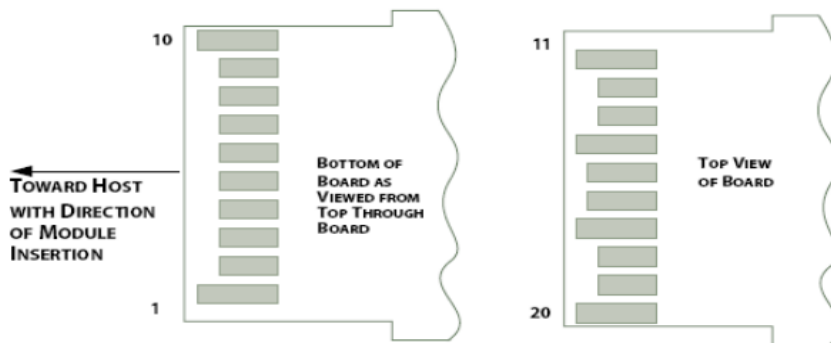 10
BOTTOM OF
BOARD AS
VIEWED FROM
TOP THROUGH
BOARD
TOWARD HOST
WITH DIRECTION
OF MODULE
INSERTION
1
11
TOP VIEW
OF BOARD
20